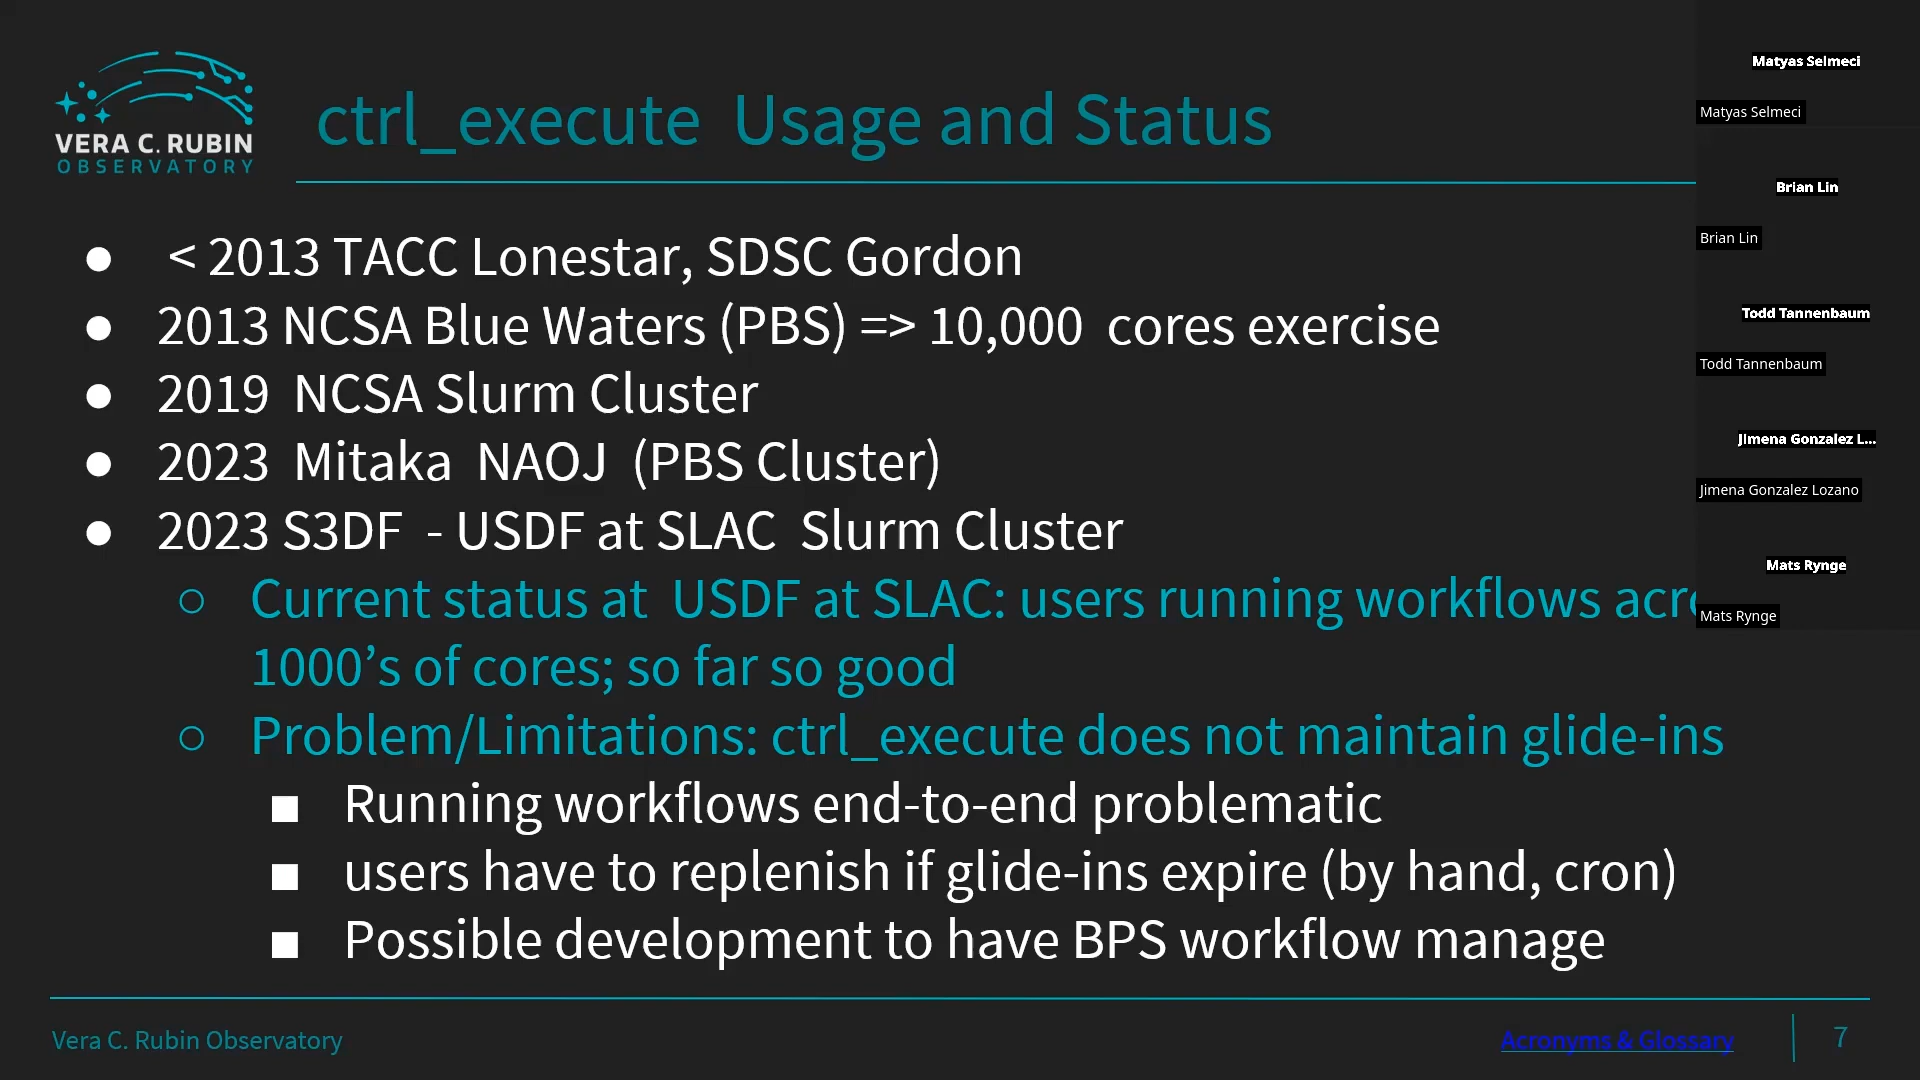 VERA C. RUBIN
OBSERVATORY
ctrl_execute Usage and Status
● < 2013 TACC Lonestar, SDSC Gordon
● 2013 NCSA Blue Waters (PBS) => 10,000 cores exercise
● 2019 NCSA Slurm Cluster
● 2023 Mitaka NAOJ (PBS Cluster)
● 2023 S3DF - USDF at SLAC Slurm Cluster
○ Current status at USDF at SLAC: users running workflows
1000’s of cores; so far so good
○ Problem/Limitations: ctrl_execute does not maintain glide-ins
■ Running workflows end-to-end problematic
■ users have to replenish if glide-ins expire (by hand, cron)
■ Possible development to have BPS workflow manage
Vera C. Rubin Observatory
Acronyms & Glossary
7
Matyas Selmeci
Matyas Selmeci
Brian Lin
Brian Lin
Todd Tannenbaum
Todd Tannenbaum
Jimena Gonzalez L...
Jimena Gonzalez Lozano
Mats Rynge
Mats Rynge